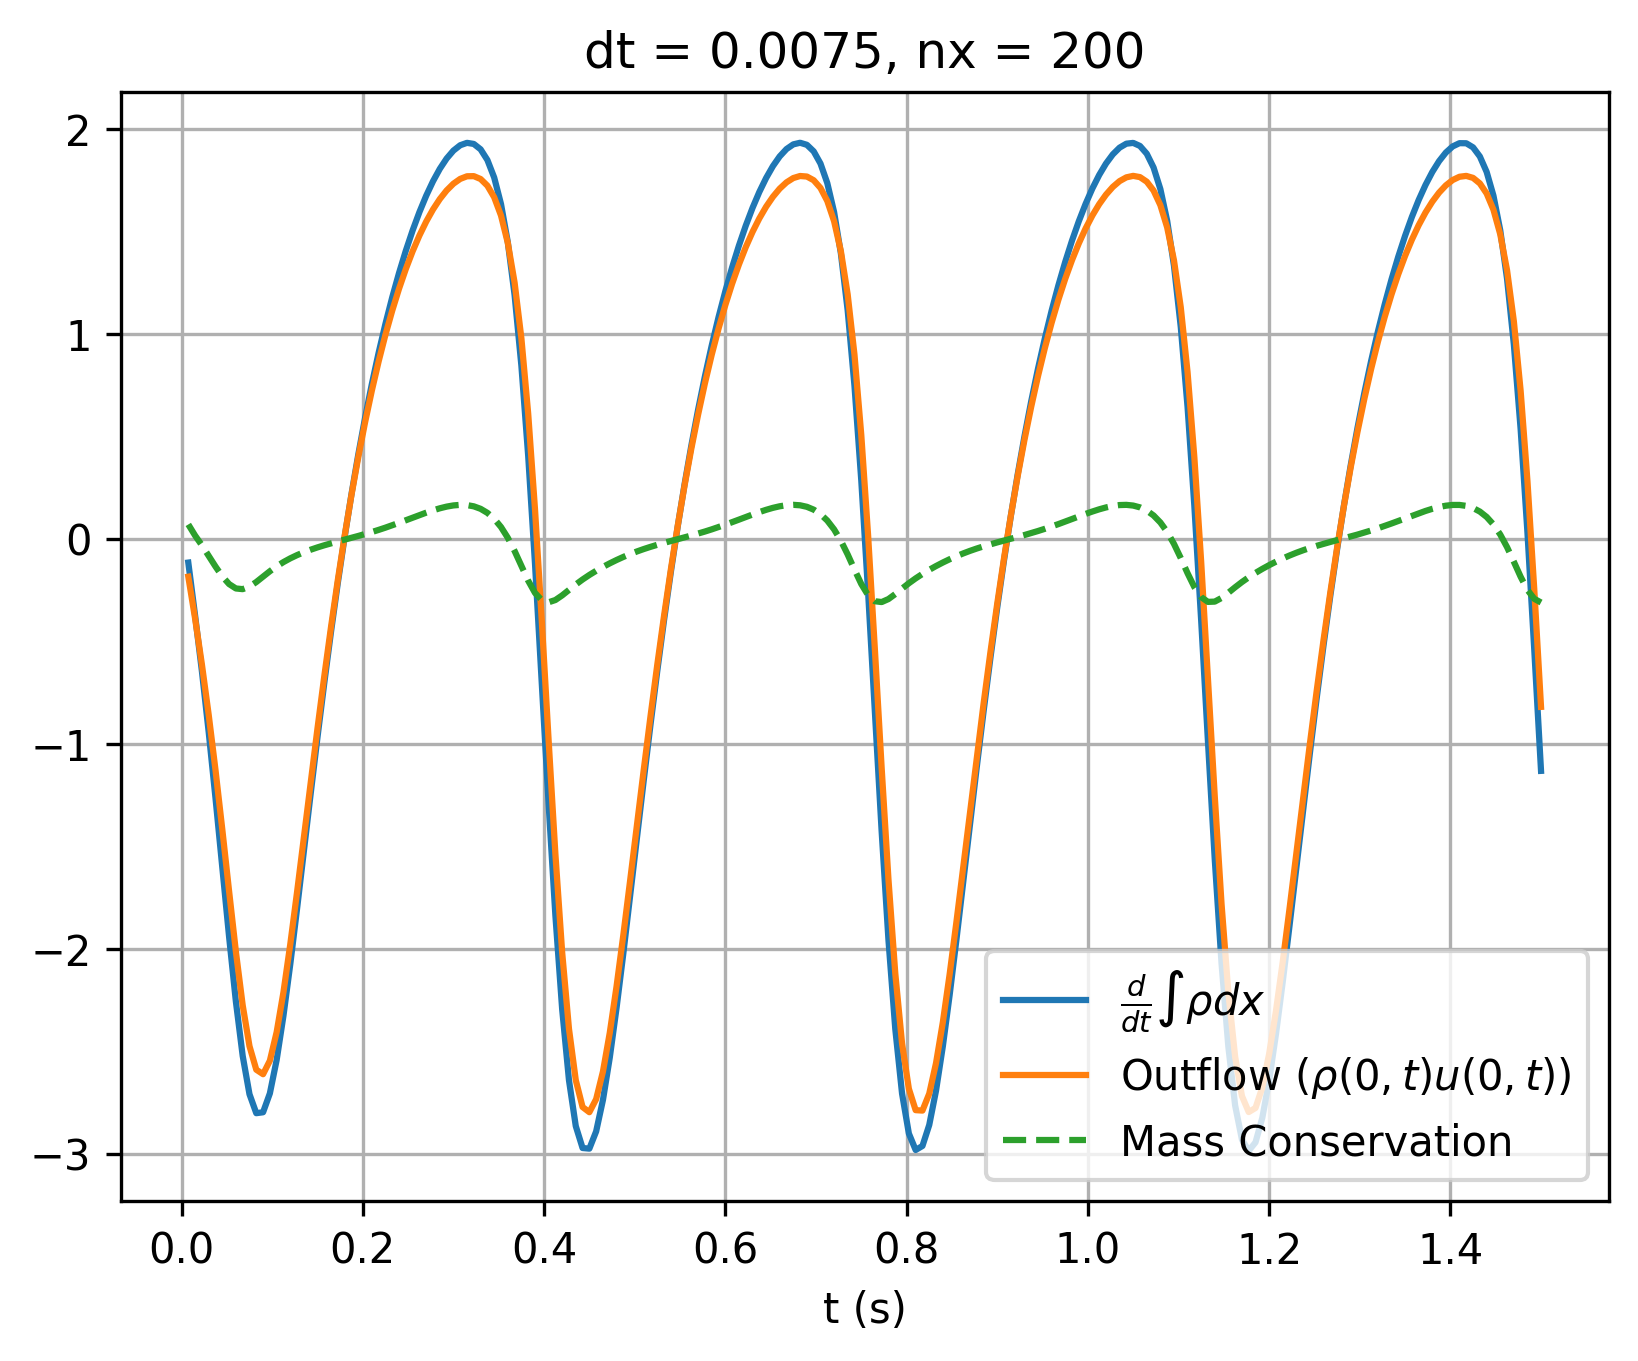 dt = 0.0075, nx = 200
2
1
0
−1
−2
−3
0.0 0.2 0.4 0.6 0.8 1.0 1.2 1.4
t (s)
d/dt ∫ρdx
Outflow (ρ(0, t)u(0, t))
Mass Conservation